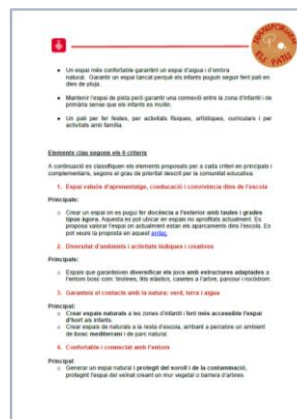 TRANSFORMEM
ELS PATIS
Un espai més confortable garantint un espai d'aigua i d'ombra
natural. Garantir un espai tancat perquè els infants puguin seguir fent pati en
dies de pluja.
Mantenir l'espai de pista però garantir una connexió entre la zona d'infantil i de
primària sense que els infants es mullin.
Un pati per fer festes, per activitats físiques, artístiques, curriculars i per
activitats amb família.
Elements clau segons els 6 criteris
A continuació es classifiquen els elements proposats per a cada criteri en principals i
complementaris, segons el grau de prioritat descrit per la comunitat educativa.
1. Espai valuós d'aprenentatge, coeducació i convivència dins de l'escola
Principals:
Crear un espai on es pugui fer docència a l'exterior amb taules i grades
tipus àgora. Aquesta es pot ubicar en espais no aprofitats actualment. Es
proposa valorar l'espai on actualment estan els aparcaments dins l'escola. Es
pot veure la proposta en aquest enllaç.
2. Diversitat d'ambients i activitats lúdiques i creatives
Principals:
Espais que garanteixen diversificar els jocs amb estructures adaptades a
l'entorn bosc com: tirolines, llits elàstics, casetes a l'arbre, parcour i rocòdrom.
3. Garanteix el contacte amb la natura: verd, terra i aigua
Principal:
Crear espais naturals a les zones d'infantil i fent més accessible l'espai
d'hort als infants.
Crear espais de naturals a la resta d'escola, arribant a percebre un ambient
de bosc mediterrani i de parc natural.
4. Confortable i connectat amb l'entorn
Principal:
Generar un espai natural i protegit del soroll i de la contaminació,
protegint l'espai del veïnat creant un mur vegetal o barrera d'arbres.